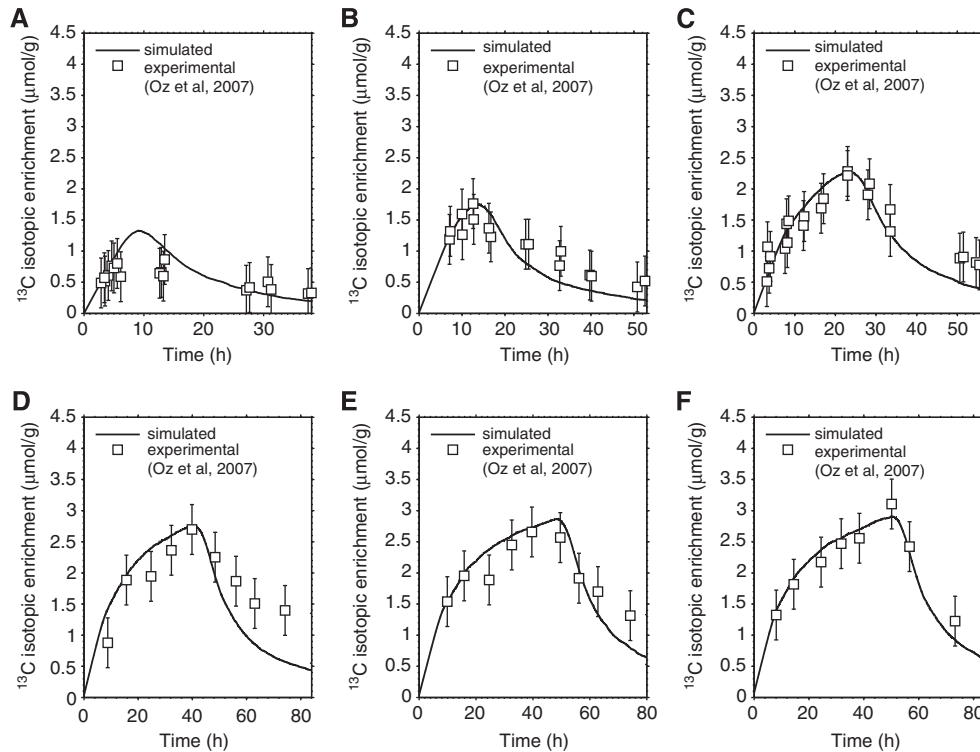 A
4.5
4
3.5
3
2.5
2
1.5
1
0.5
0
0 10 20 30
13C isotopic enrichment (μmol/g)
Time (h)
simulated
experimental
(Oz et al, 2007)
B
4.5
4
3.5
3
2.5
2
1.5
1
0.5
0
0 10 20 30 40 50
13C isotopic enrichment (μmol/g)
Time (h)
simulated
experimental
(Oz et al, 2007)
C
4.5
4
3.5
3
2.5
2
1.5
1
0.5
0
0 10 20 30 40 50
13C isotopic enrichment (μmol/g)
Time (h)
simulated
experimental
(Oz et al, 2007)
D
4.5
4
3.5
3
2.5
2
1.5
1
0.5
0
0 20 40 60 80
13C isotopic enrichment (μmol/g)
Time (h)
simulated
experimental
(Oz et al, 2007)
E
4.5
4
3.5
3
2.5
2
1.5
1
0.5
0
0 20 40 60 80
13C isotopic enrichment (μmol/g)
Time (h)
simulated
experimental
(Oz et al, 2007)
F
4.5
4
3.5
3
2.5
2
1.5
1
0.5
0
0 20 40 60 80
13C isotopic enrichment (μmol/g)
Time (h)
simulated
experimental
(Oz et al, 2007)